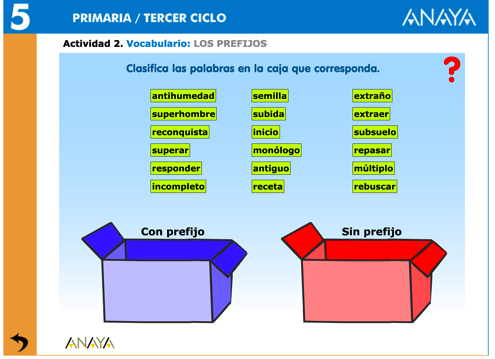 5 PRIMARIA / TERCER CICLO ANAYA
Actividad 2. Vocabulario: LOS PREFIJOS
Clasifica las palabras en la caja que corresponda. ?
antihumedad semilla extraño
superhombre subida extraer
reconquista inicio subsuelo
superar monólogo repasar
responder antiguo múltiplo
incompleto receta rebuscar
Con prefijo Sin prefijo
ANAYA